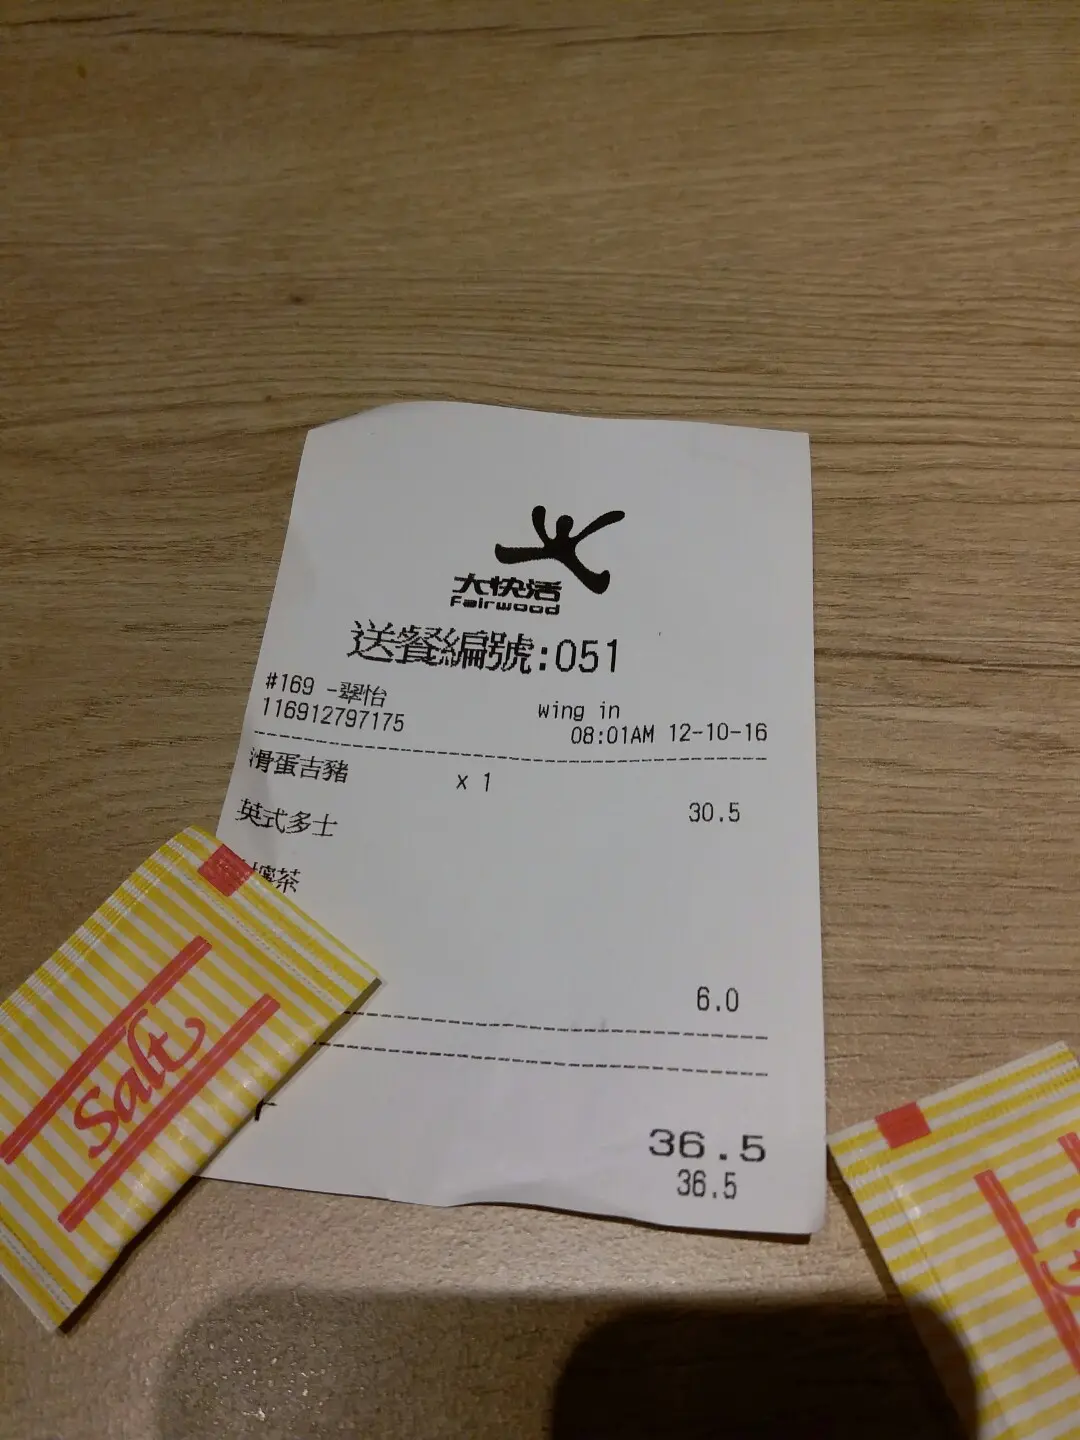 大快活
Fairwood
送餐編號:051
#169 -翠怡
wing in
116912797175
08:01AM 12-10-16
滑蛋吉豬 x 1
30.5
英式多士
檸茶
6.0
36.5
36.5
Salt